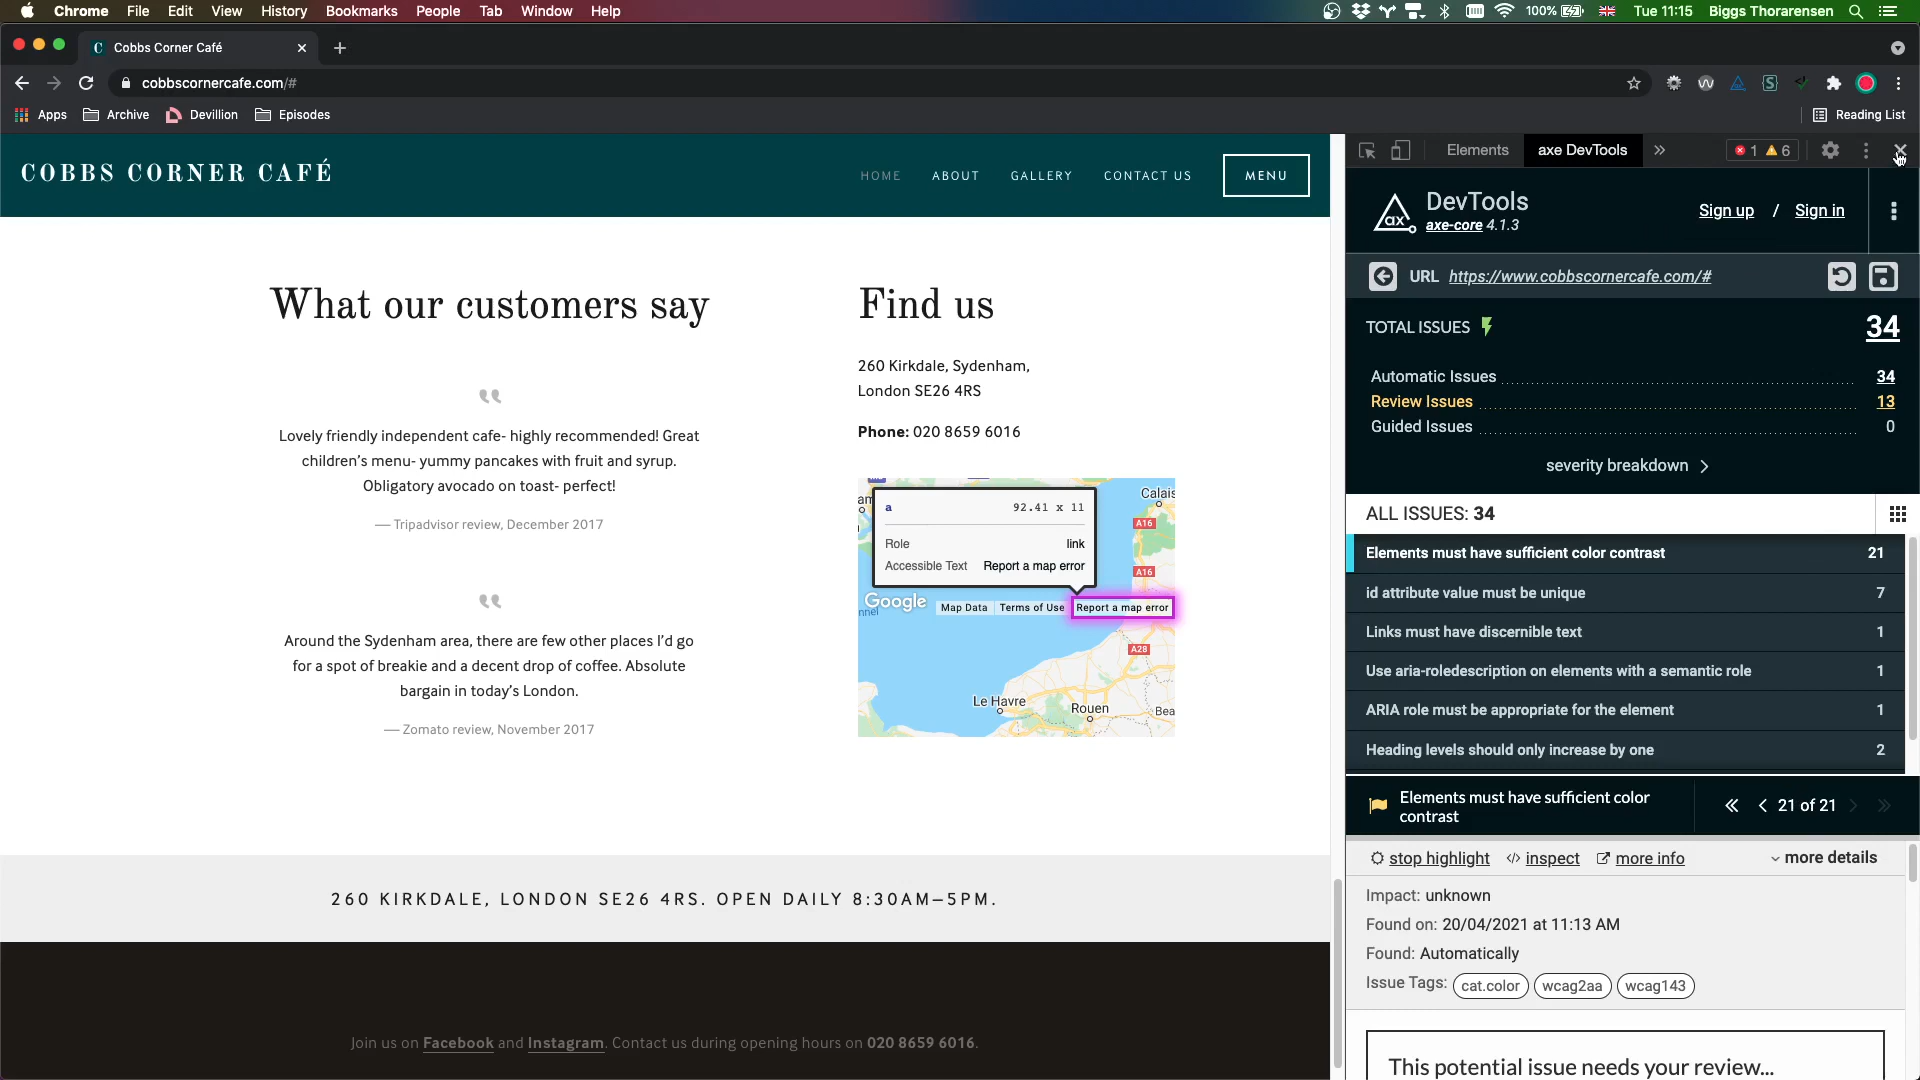 Chrome File Edit View History Bookmarks People Tab Window Help 100% Tue 11:15 Biggs Thorarensen
C Cobbs Corner Café
cobbscornercafe.com/#
Apps Archive Devillion Episodes Reading List
COBBS CORNER CAFÉ
HOME ABOUT GALLERY CONTACT US MENU
What our customers say
Lovely friendly independent cafe- highly recommended! Great
children's menu- yummy pancakes with fruit and syrup.
Obligatory avocado on toast- perfect!
— Tripadvisor review, December 2017
Around the Sydenham area, there are few other places I'd go
for a spot of breakie and a decent drop of coffee. Absolute
bargain in today's London.
— Zomato review, November 2017
Find us
260 Kirkdale, Sydenham,
London SE26 4RS
Phone: 020 8659 6016
a 92.41 x 11
Role link
Accessible Text Report a map error
Calais
A16
A16
Google Map Data Terms of Use Report a map error
A28
Le Havre
Rouen
Bea
260 KIRKDALE, LONDON SE26 4RS. OPEN DAILY 8:30AM–5PM.
Join us on Facebook and Instagram. Contact us during opening hours on 020 8659 6016.
Elements axe DevTools 1 6
ax DevTools
axe-core 4.1.3
Sign up / Sign in
URL https://www.cobbscornercafe.com/#
TOTAL ISSUES 34
Automatic Issues 34
Review Issues 13
Guided Issues 0
severity breakdown
ALL ISSUES: 34
Elements must have sufficient color contrast 21
id attribute value must be unique 7
Links must have discernible text 1
Use aria-roledescription on elements with a semantic role 1
ARIA role must be appropriate for the element 1
Heading levels should only increase by one 2
Elements must have sufficient color
contrast
21 of 21
stop highlight </> inspect more info more details
Impact: unknown
Found on: 20/04/2021 at 11:13 AM
Found: Automatically
Issue Tags: cat.color wcag2aa wcag143
This potential issue needs your review...